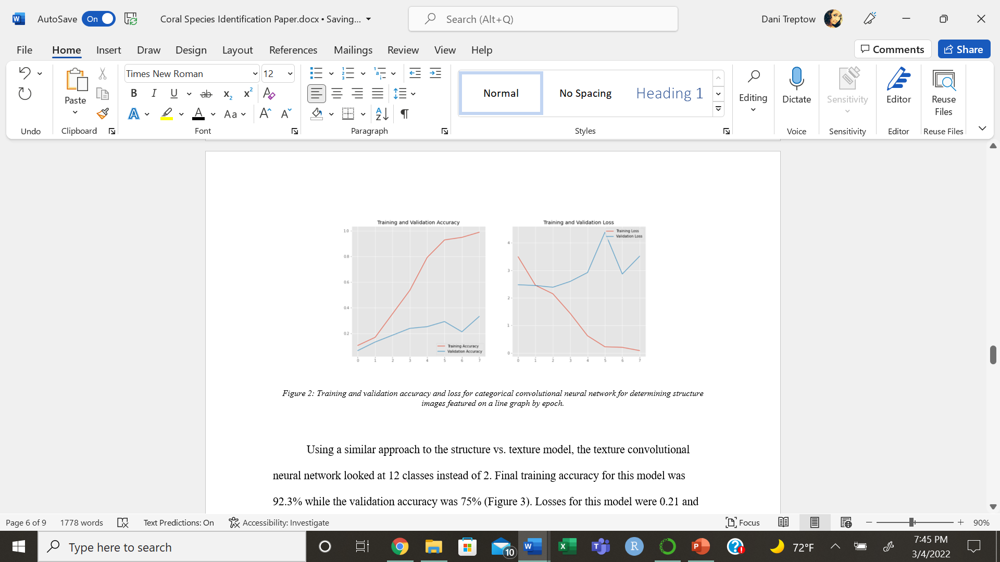 AutoSave On Coral Species Identification Paper.docx • Saving... Search (Alt+Q) Dani Treptow
File Home Insert Draw Design Layout References Mailings Review View Help Comments Share
Times New Roman 12
Paste
B I U ab x2 x2
Aa
Normal No Spacing Heading 1
Editing Dictate Sensitivity Editor Reuse Files
Undo Clipboard Font Paragraph Styles Voice Sensitivity Editor Reuse Files
Training and Validation Accuracy
1.0
0.8
0.6
0.4
0.2
Training Accuracy
Validation Accuracy
0 1 2 3 4 5 6 7
Training and Validation Loss
Training Loss
Validation Loss
4
3
2
1
0
0 1 2 3 4 5 6 7
Figure 2: Training and validation accuracy and loss for categorical convolutional neural network for determining structure
images featured on a line graph by epoch.
Using a similar approach to the structure vs. texture model, the texture convolutional
neural network looked at 12 classes instead of 2. Final training accuracy for this model was
92.3% while the validation accuracy was 75% (Figure 3). Losses for this model were 0.21 and
Page 6 of 9 1778 words Text Predictions: On Accessibility: Investigate Focus 90%
Type here to search 10 72°F 7:45 PM
3/4/2022